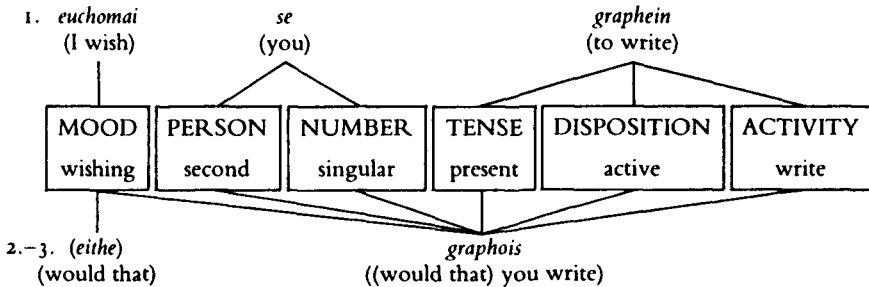 1. euchomai se graphein
(I wish) (you) (to write)
MOOD PERSON NUMBER TENSE DISPOSITION ACTIVITY
wishing second singular present active write
2.–3. (eithe) graphois
(would that) ((would that) you write)